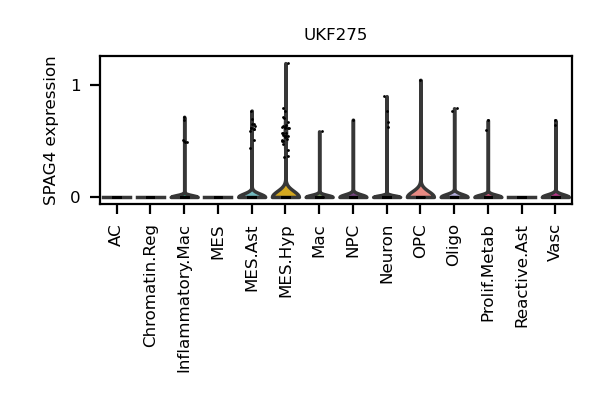 UKF275
SPAG4 expression
1
0
AC
Chromatin.Reg
Inflammatory.Mac
MES
MES.Ast
MES.Hyp
Mac
NPC
Neuron
OPC
Oligo
Prolif.Metab
Reactive.Ast
Vasc